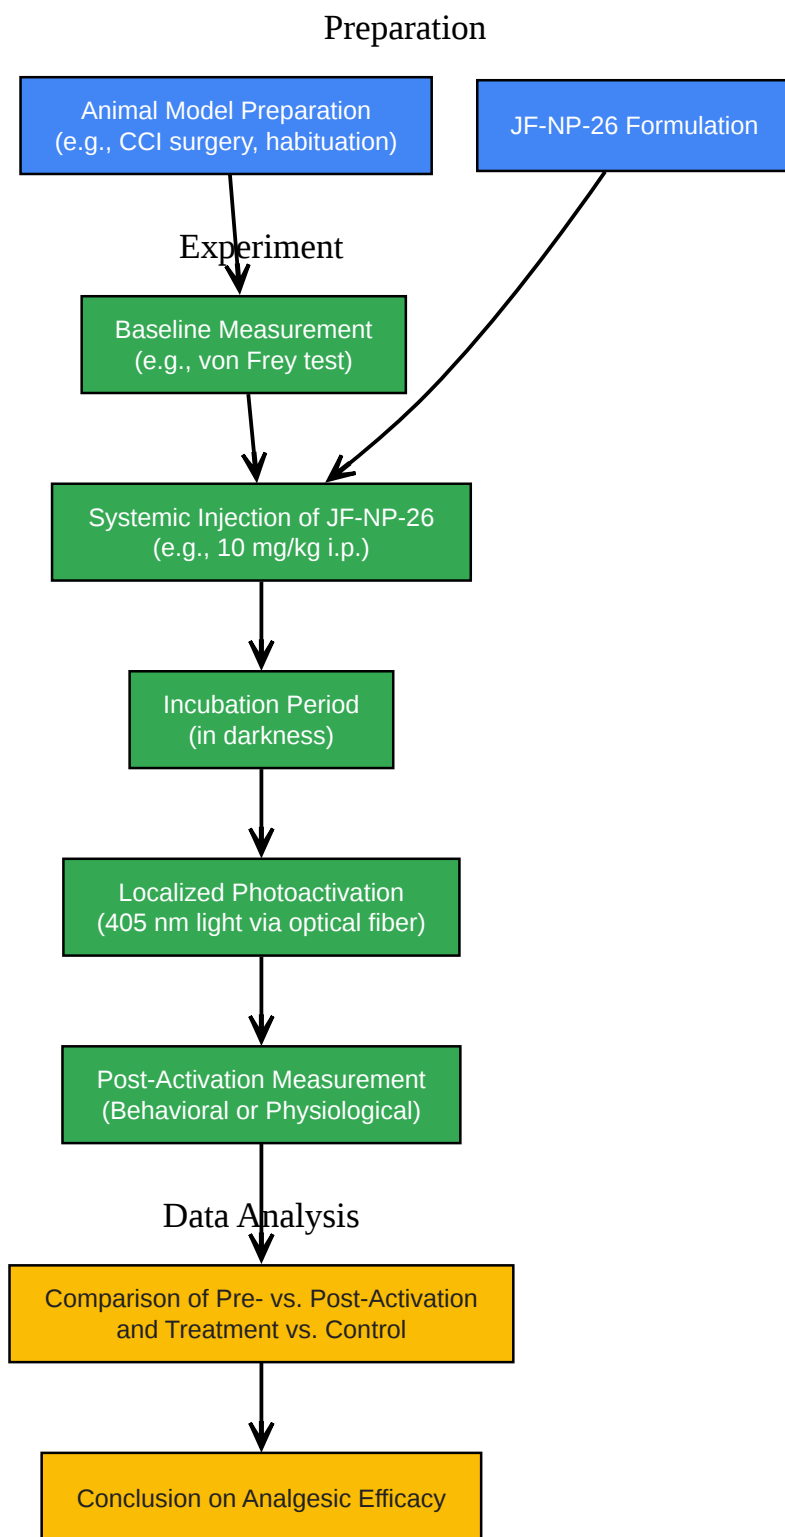 Preparation
Animal Model Preparation
(e.g., CCI surgery, habituation)
JF-NP-26 Formulation
Experiment
Baseline Measurement
(e.g., von Frey test)
Systemic Injection of JF-NP-26
(e.g., 10 mg/kg i.p.)
Incubation Period
(in darkness)
Localized Photoactivation
(405 nm light via optical fiber)
Post-Activation Measurement
(Behavioral or Physiological)
Data Analysis
Comparison of Pre- vs. Post-Activation
and Treatment vs. Control
Conclusion on Analgesic Efficacy